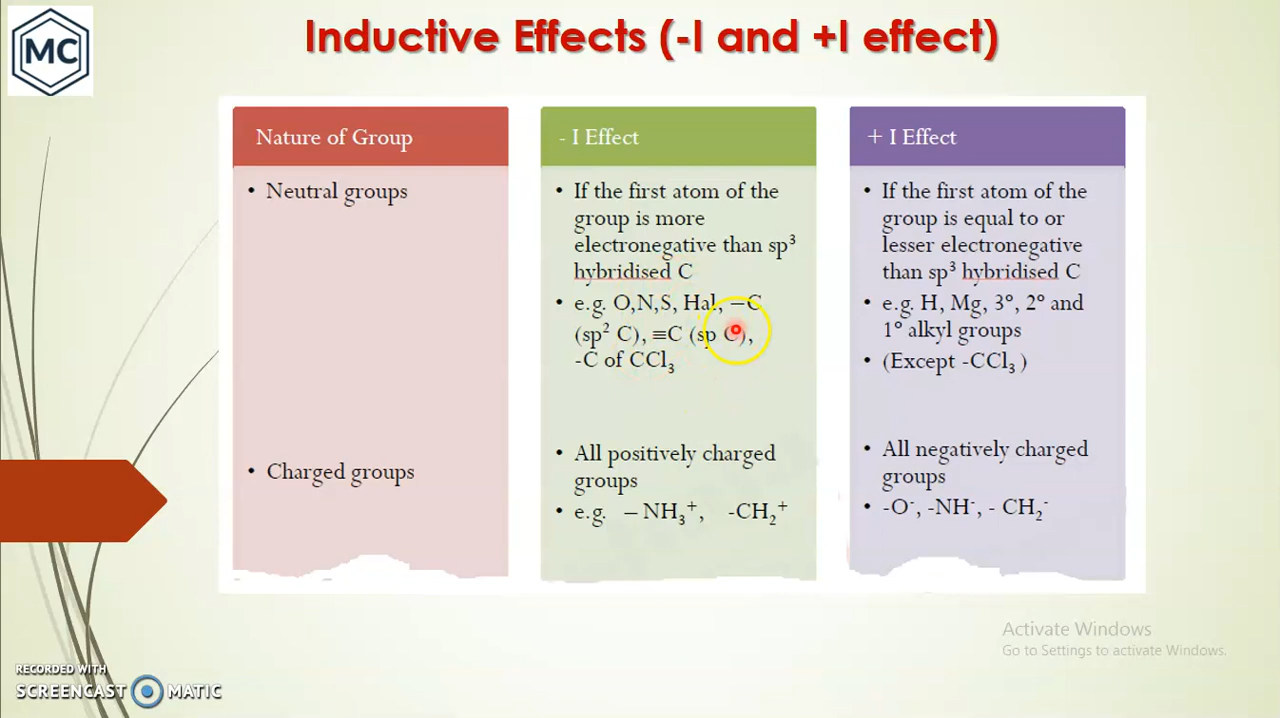 MC
Inductive Effects (-I and +I effect)
Nature of Group
• Neutral groups
• Charged groups
- I Effect
• If the first atom of the
group is more
electronegative than sp³
hybridised C
• e.g. O,N,S, Hal, –C
(sp² C), ≡C (sp C),
-C of CCl₃
• All positively charged
groups
• e.g. – NH₃⁺, -CH₂⁺
+ I Effect
• If the first atom of the
group is equal to or
lesser electronegative
than sp³ hybridised C
• e.g. H, Mg, 3º, 2º and
1º alkyl groups
• (Except -CCl₃ )
• All negatively charged
groups
• -O⁻, -NH⁻, - CH₂⁻
Activate Windows
Go to Settings to activate Windows.
RECORDED WITH
SCREENCAST MATIC